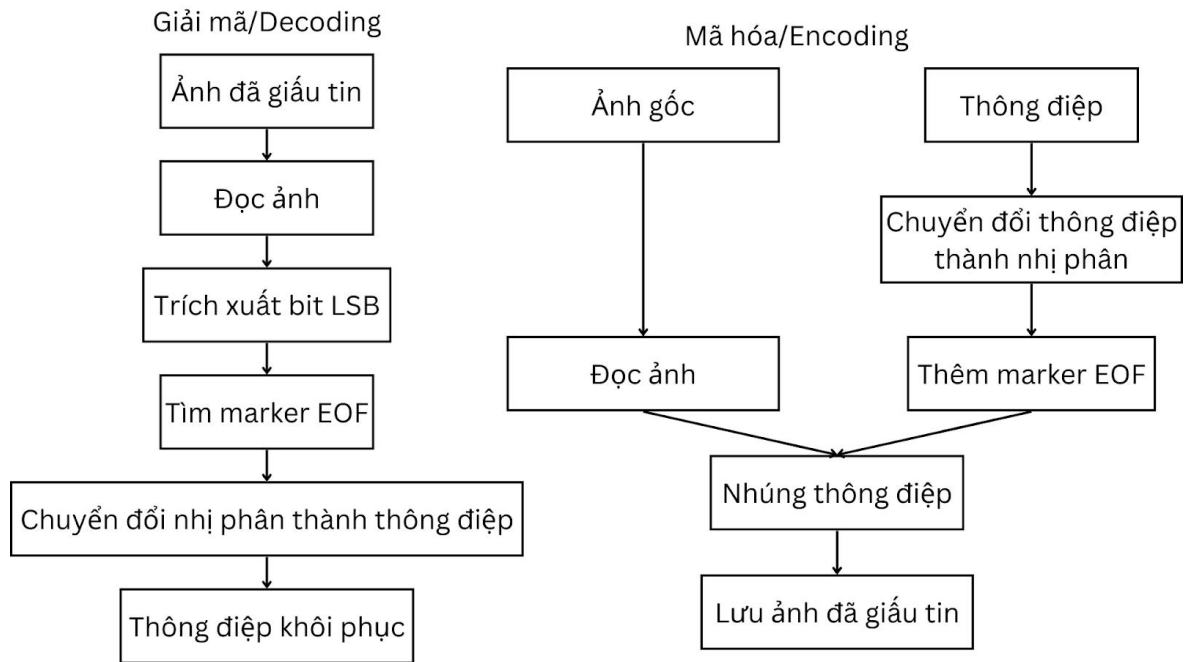 Giải mã/Decoding
Ảnh đã giấu tin
Đọc ảnh
Trích xuất bit LSB
Tìm marker EOF
Chuyển đổi nhị phân thành thông điệp
Thông điệp khôi phục
Mã hóa/Encoding
Ảnh gốc
Thông điệp
Chuyển đổi thông điệp
thành nhị phân
Đọc ảnh
Thêm marker EOF
Nhúng thông điệp
Lưu ảnh đã giấu tin